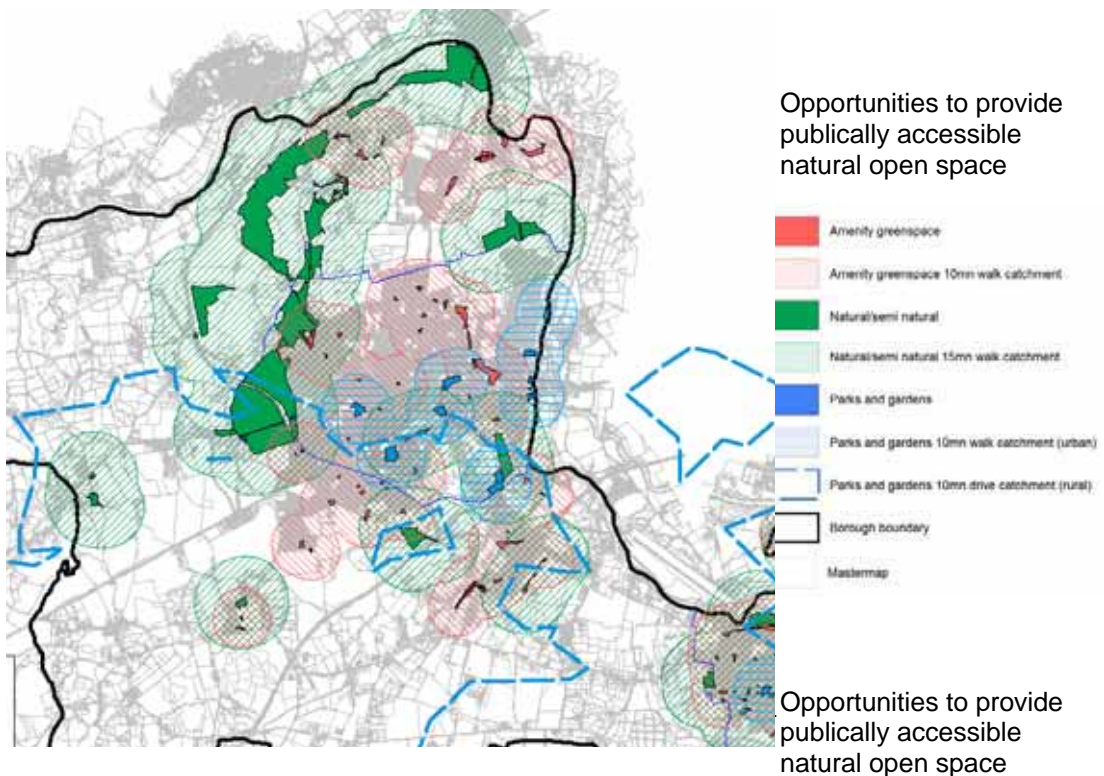 Opportunities to provide
publically accessible
natural open space
Amenity greenspace
Amenity greenspace 10mn walk catchment
Natural/semi natural
Natural/semi natural 15mn walk catchment
Parks and gardens
Parks and gardens 10mn walk catchment (urban)
Parks and gardens 10mn drive catchment (rural)
Borough boundary
Mastermap
Opportunities to provide
publically accessible
natural open space